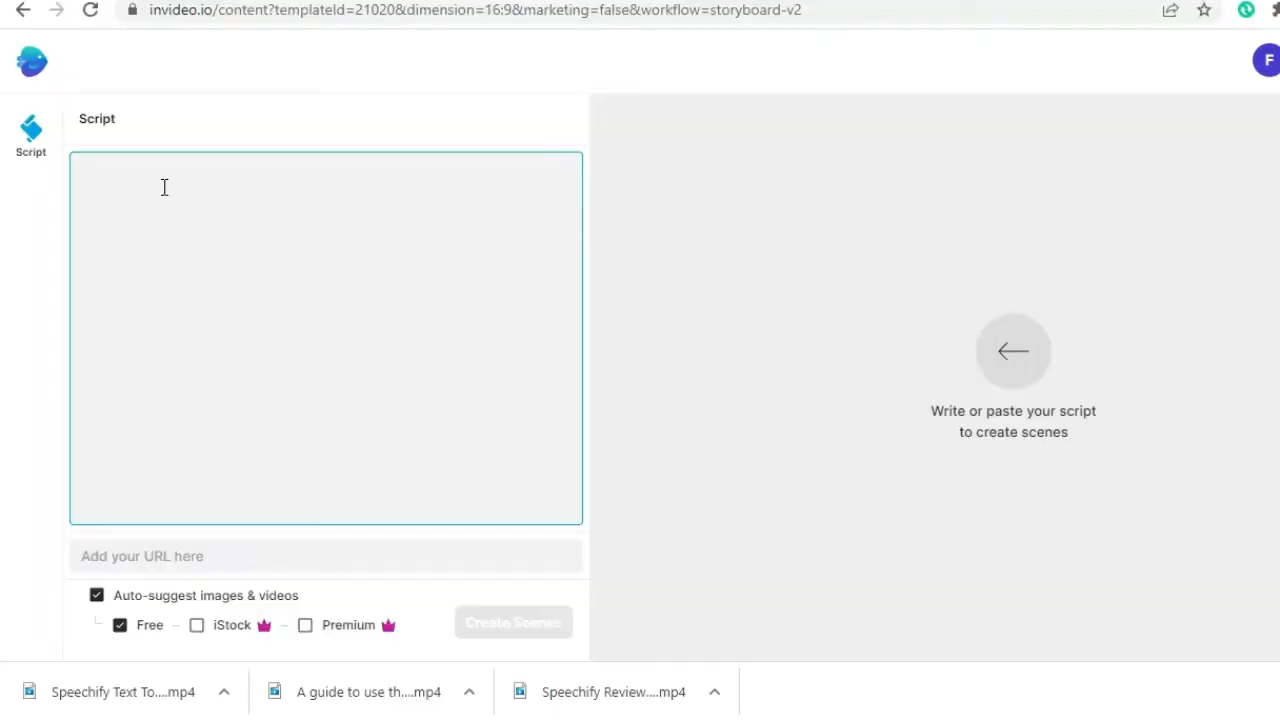 invideo.io/content?templateId=21020&dimension=16:9&marketing=false&workflow=storyboard-v2
F
Script
Script
Write or paste your script
to create scenes
Add your URL here
Auto-suggest images & videos
Free
iStock
Premium
Create Scenes
Speechify Text To....mp4
A guide to use th....mp4
Speechify Review....mp4